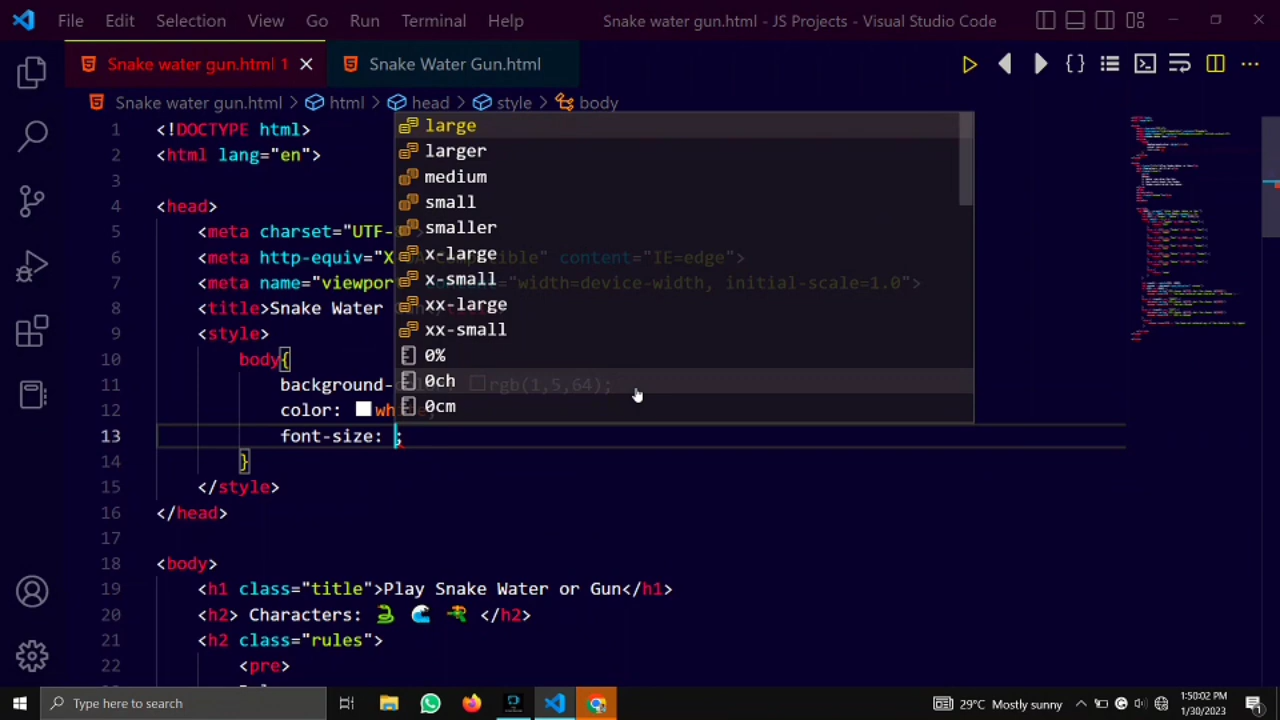 File Edit Selection View Go Run Terminal Help Snake water gun.html - JS Projects - Visual Studio Code
Snake water gun.html 1 Snake Water Gun.html
Snake water gun.html > html > head > style > body
1 <!DOCTYPE html>
2 <html lang="en">
3
4 <head>
5 <meta charset="UTF-
6 <meta http-equiv="X content="IE=edge"
7 <meta name="viewpor "width=device-width, initial-scale=1.0">
8 <title>Snake Water
9 <style>
10 body{
11 background- rgb(1,5,64);
12 color: wh
13 font-size: ;
14 }
15 </style>
16 </head>
17
18 <body>
19 <h1 class="title">Play Snake Water or Gun</h1>
20 <h2> Characters: 🐍 🌊 🔫 </h2>
21 <h2 class="rules">
22 <pre>
large
larger
medium
small
smaller
x-large
x-small
xx-large
xx-small
0%
0ch
0cm
Type here to search
29°C Mostly sunny
1:50:02 PM
1/30/2023
1